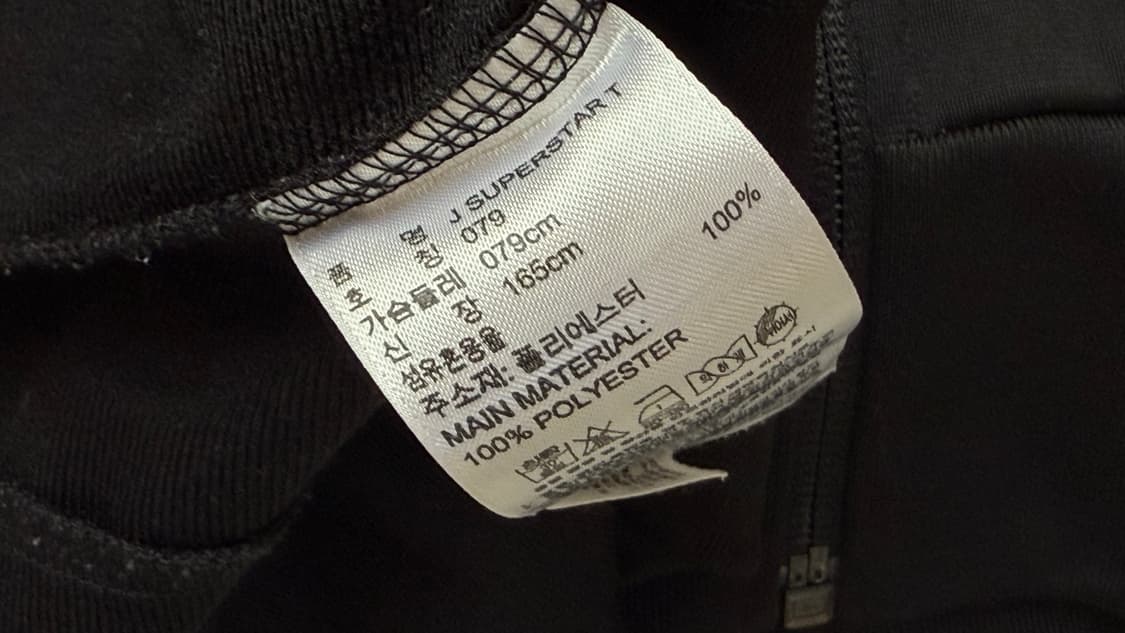 품 명 J SUPERSTAR T
호 칭 079
가슴둘레 079cm
신 장 165cm
섬유혼용율
주소재: 폴리에스터 100%
MAIN MATERIAL:
100% POLYESTER